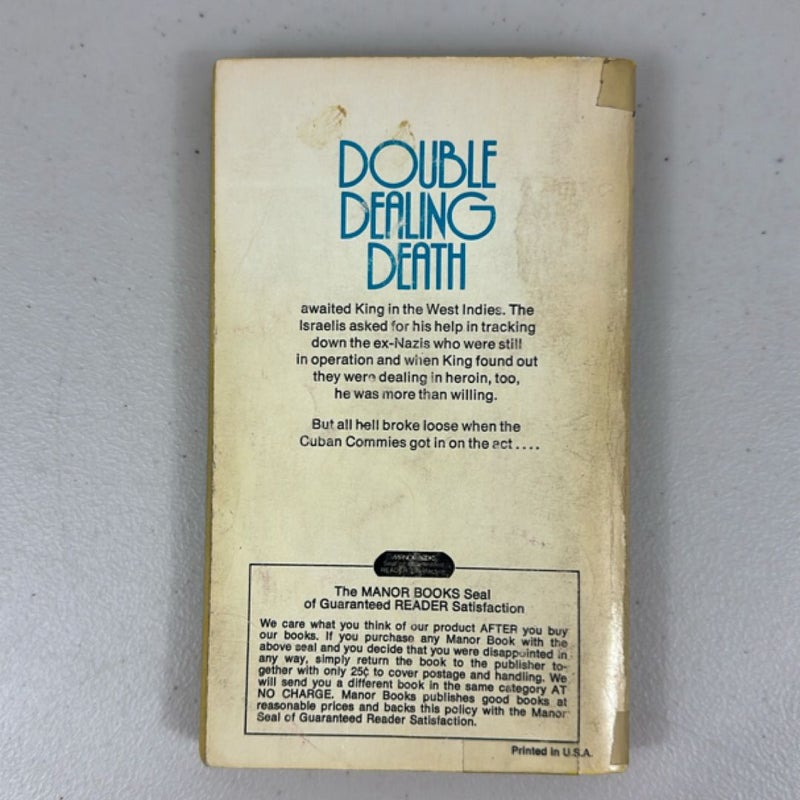 DOUBLE
DEALING
DEATH
awaited King in the West Indies. The
Israelis asked for his help in tracking
down the ex-Nazis who were still
in operation and when King found out
they were dealing in heroin, too,
he was more than willing.
But all hell broke loose when the
Cuban Commies got in on the act ....
MANOR BOOKS
The MANOR BOOKS Seal
of Guaranteed READER Satisfaction
We care what you think of our product AFTER you buy
our books. If you purchase any Manor Book with the
above seal and you decide that you were disappointed in
any way, simply return the book to the publisher to-
gether with only 25¢ to cover postage and handling. We
will send you a different book in the same category AT
NO CHARGE. Manor Books publishes good books at
reasonable prices and backs this policy with the Manor
Seal of Guaranteed Reader Satisfaction.
Printed in U.S.A.